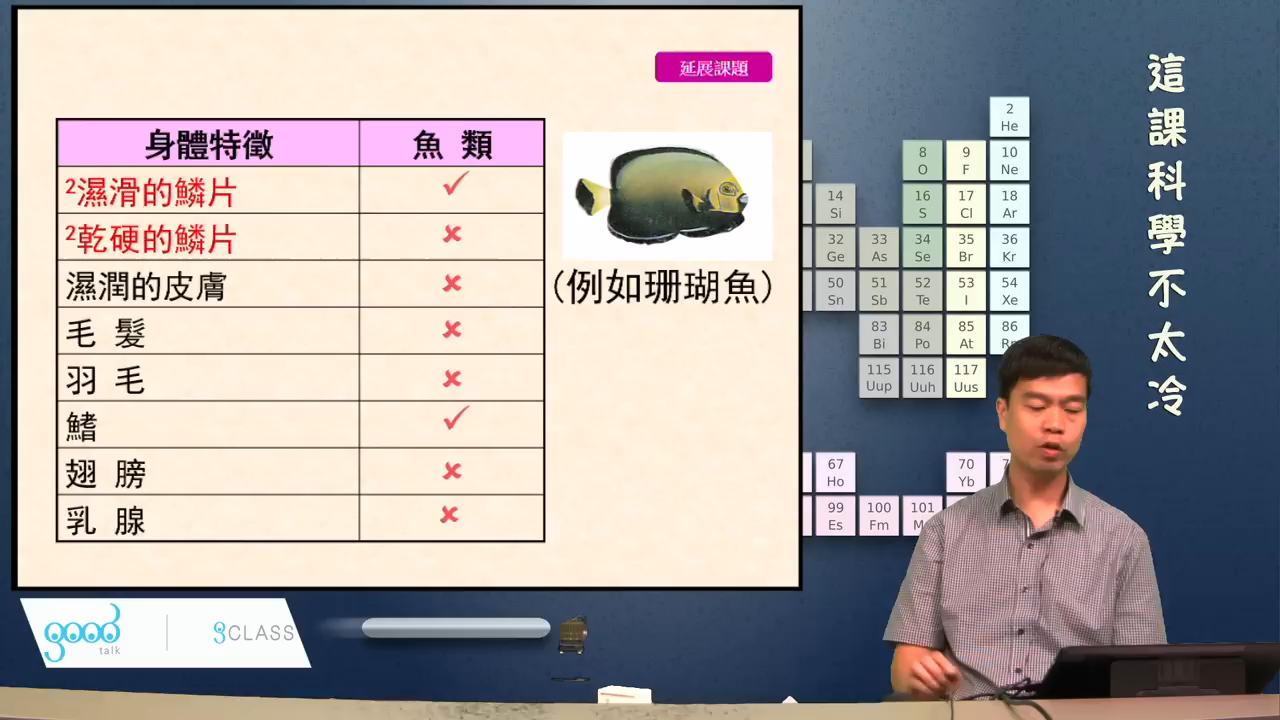 延展課題
身體特徵 魚 類
²濕滑的鱗片 ✓
²乾硬的鱗片 ✗
濕潤的皮膚 ✗
毛 髮 ✗
羽 毛 ✗
鰭 ✓
翅 膀 ✗
乳 腺 ✗
(例如珊瑚魚)
這課科學不太冷
2 He
8 O
9 F
10 Ne
14 Si
16 S
17 Cl
18 Ar
32 Ge
33 As
34 Se
35 Br
36 Kr
50 Sn
51 Sb
52 Te
53 I
54 Xe
83 Bi
84 Po
85 At
86
115 Uup
116 Uuh
117 Uus
67 Ho
70 Yb
99 Es
100 Fm
101
good talk
CLASS